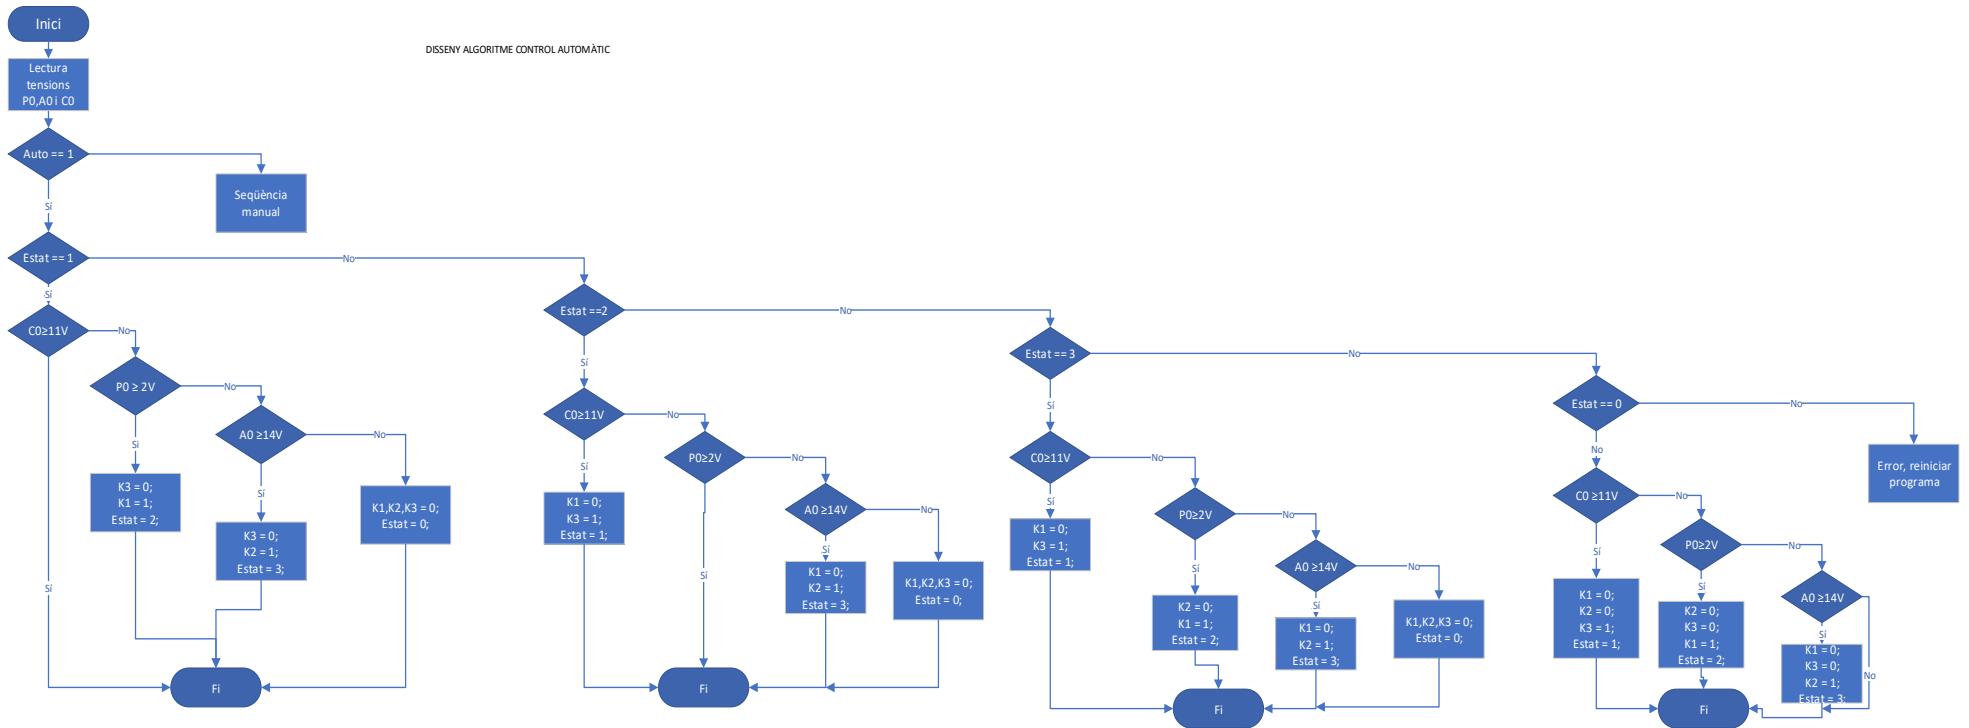 Inici
DISSENY ALGORITME CONTROL AUTOMÀTIC
Lectura
tensions
P0,A0 i C0
Auto == 1
Seqüència
manual
Sí
Estat == 1
No
Sí
C0≥11V
No
P0 ≥ 2V
No
A0 ≥14V
No
Si
K3 = 0;
K1 = 1;
Estat = 2;
Sí
K3 = 0;
K2 = 1;
Estat = 3;
K1,K2,K3 = 0;
Estat = 0;
Sí
Fi
Estat ==2
No
Sí
C0≥11V
No
P0≥2V
No
A0 ≥14V
No
Sí
K1 = 0;
K3 = 1;
Estat = 1;
Sí
Sí
K1 = 0;
K2 = 1;
Estat = 3;
K1,K2,K3 = 0;
Estat = 0;
Fi
Estat == 3
No
Sí
C0≥11V
No
P0≥2V
No
A0 ≥14V
No
Sí
K1 = 0;
K3 = 1;
Estat = 1;
Sí
K2 = 0;
K1 = 1;
Estat = 2;
Sí
K1 = 0;
K2 = 1;
Estat = 3;
K1,K2,K3 = 0;
Estat = 0;
Fi
Estat == 0
No
Error, reiniciar
programa
No
C0 ≥11V
No
P0≥2V
No
A0 ≥14V
No
Sí
K1 = 0;
K2 = 0;
K3 = 1;
Estat = 1;
Sí
K2 = 0;
K3 = 0;
K1 = 1;
Estat = 2;
Sí
K1 = 0;
K3 = 0;
K2 = 1;
Estat = 3;
Fi